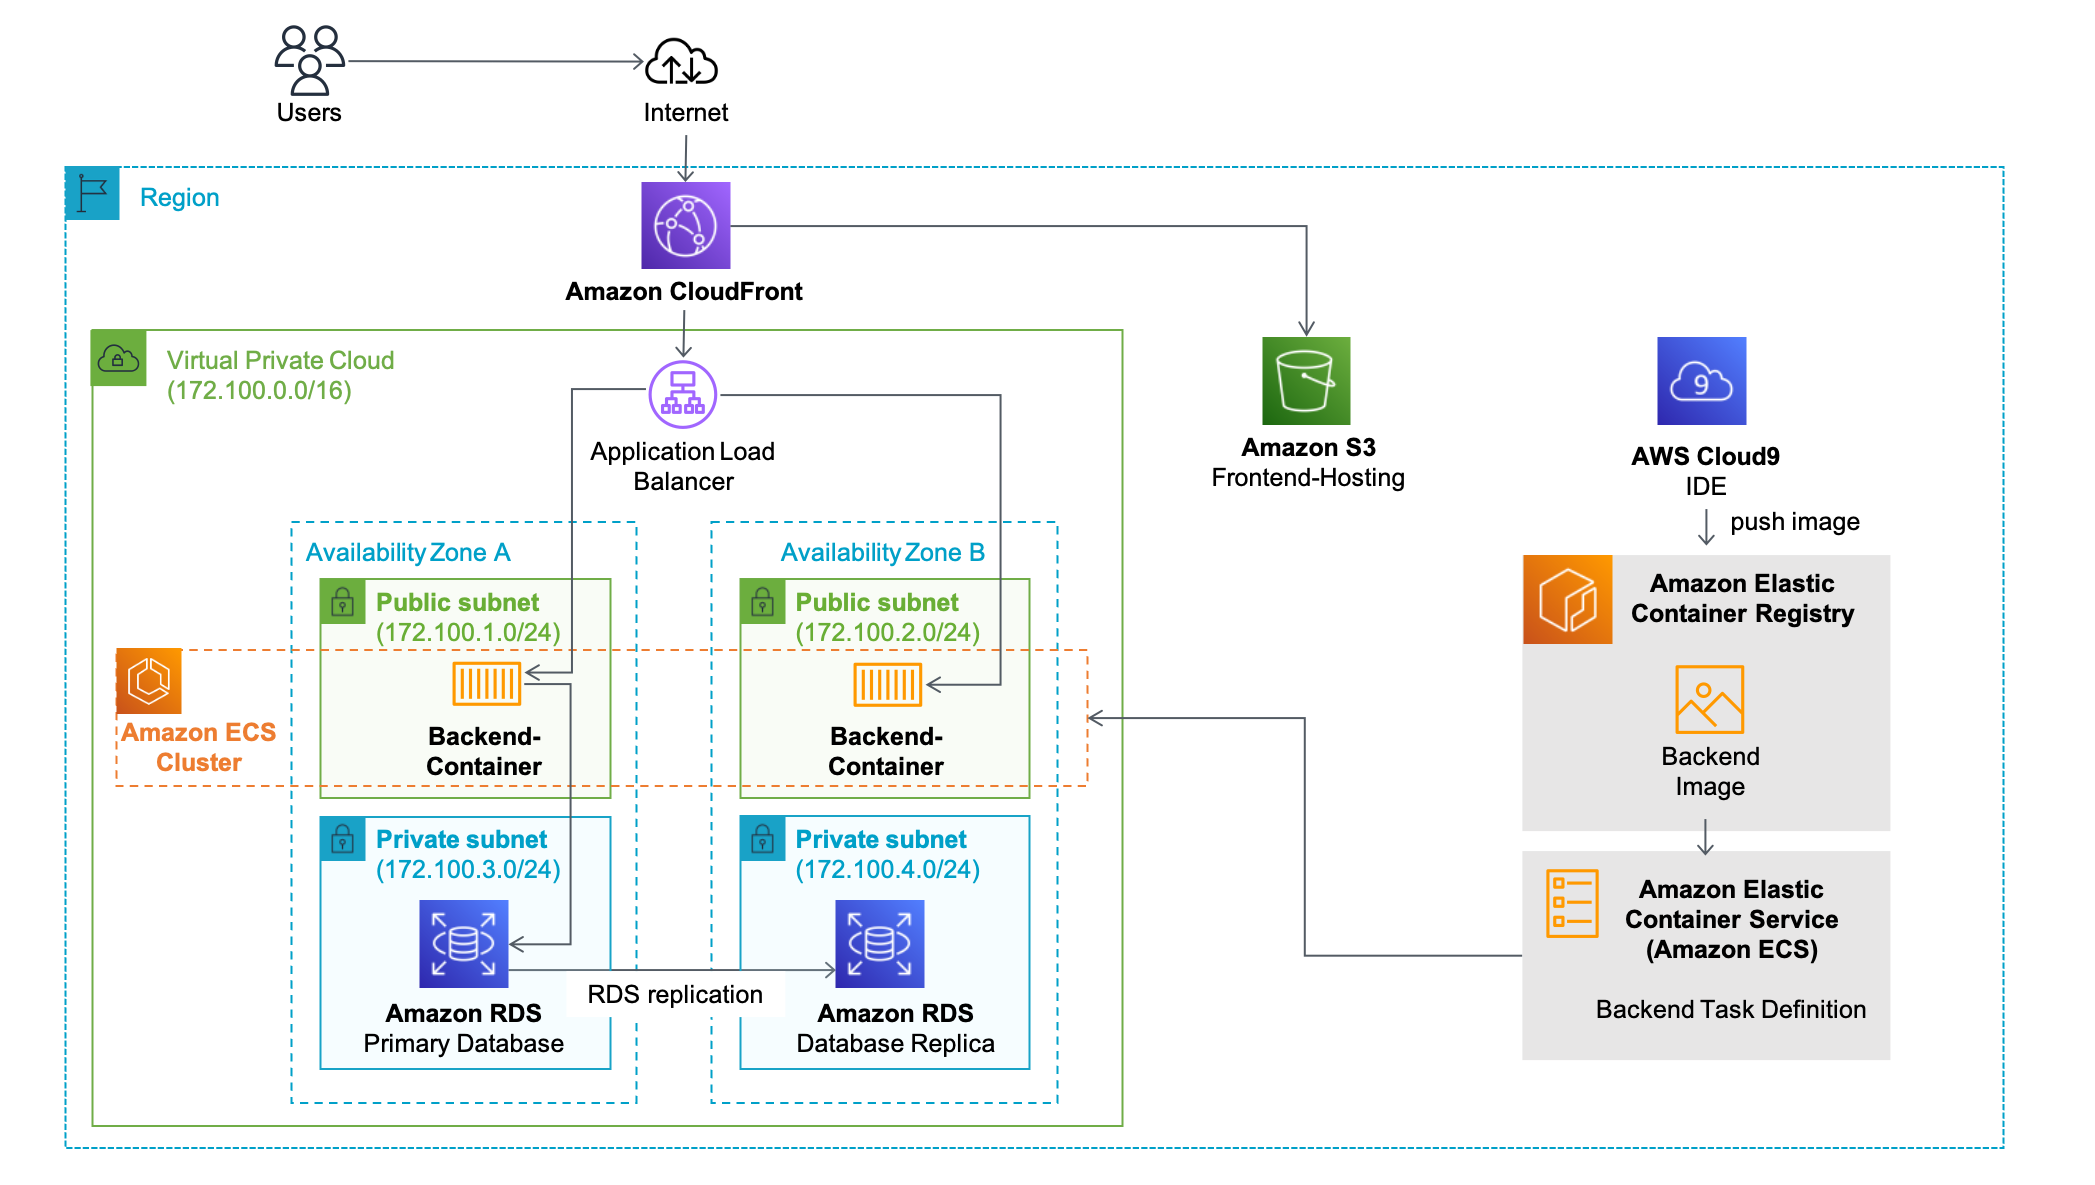 Users
Internet
Region
Amazon CloudFront
Virtual Private Cloud
(172.100.0.0/16)
Application Load
Balancer
Amazon S3
Frontend-Hosting
9
AWS Cloud9
IDE
push image
Availability Zone A
Availability Zone B
Public subnet
(172.100.1.0/24)
Public subnet
(172.100.2.0/24)
Amazon Elastic
Container Registry
Amazon ECS
Cluster
Backend-
Container
Backend-
Container
Backend
Image
Private subnet
(172.100.3.0/24)
Private subnet
(172.100.4.0/24)
Amazon Elastic
Container Service
(Amazon ECS)
Backend Task Definition
RDS replication
Amazon RDS
Primary Database
Amazon RDS
Database Replica